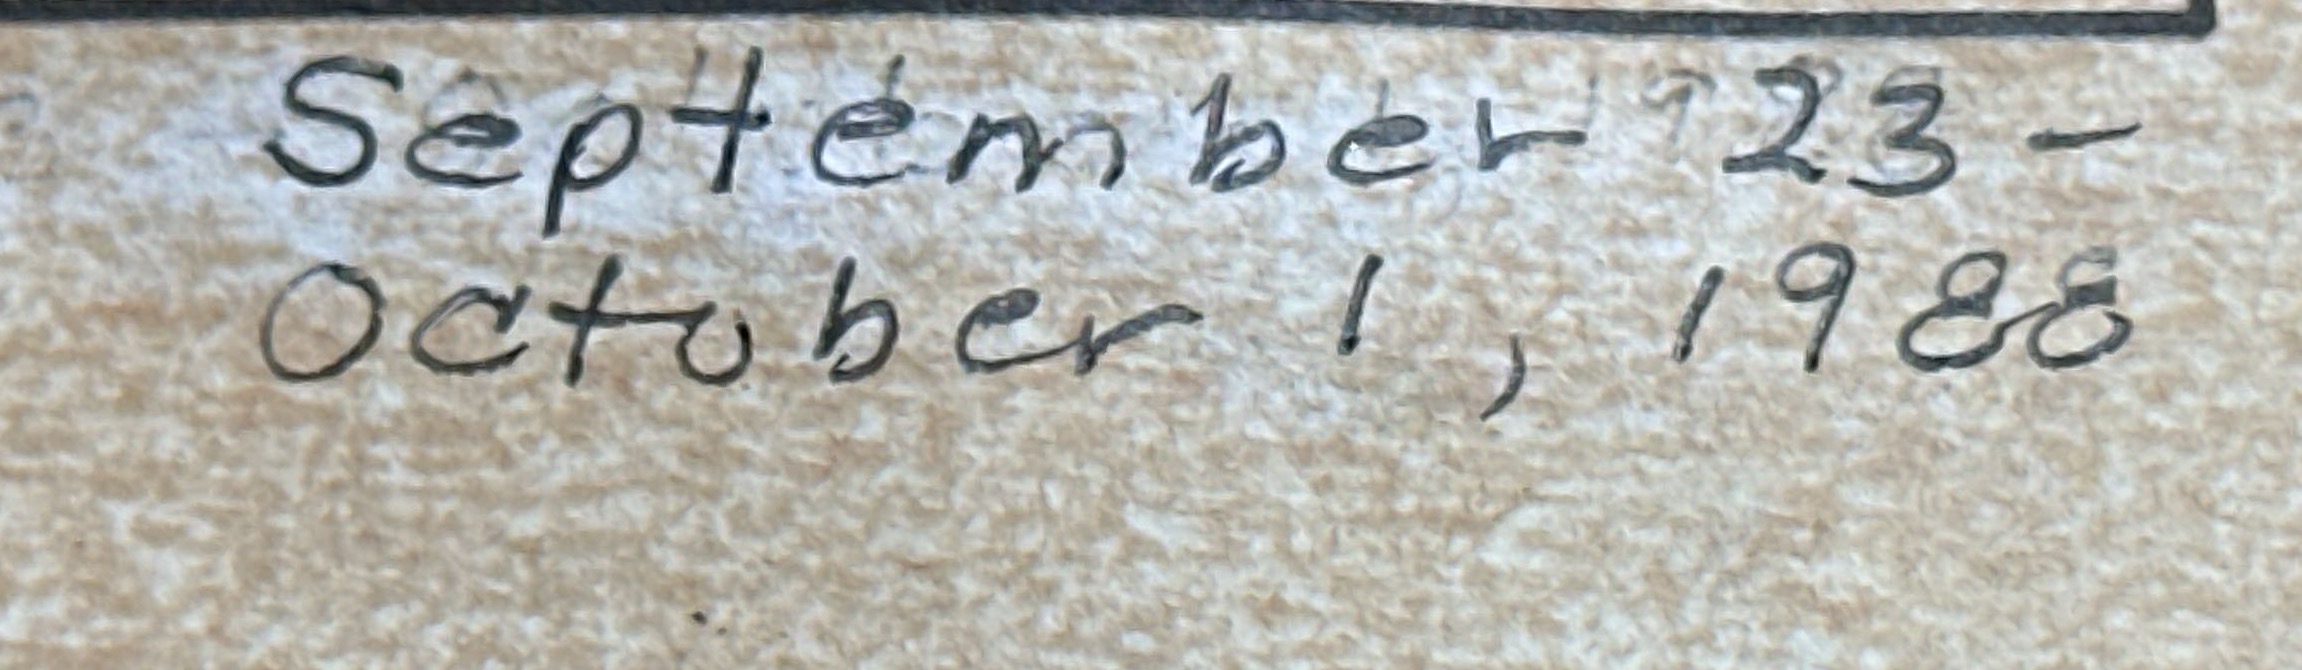 September 23 -
October 1, 1988